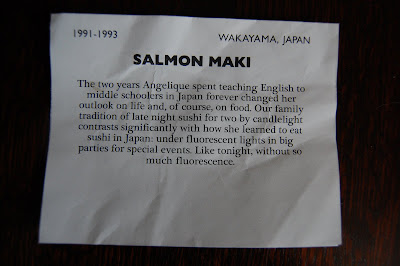 1991-1993 WAKAYAMA, JAPAN
SALMON MAKI
The two years Angelique spent teaching English to
middle schoolers in Japan forever changed her
outlook on life and, of course, on food. Our family
tradition of late night sushi for two by candlelight
contrasts significantly with how she learned to eat
sushi in Japan: under fluorescent lights in big
parties for special events. Like tonight, without so
much fluorescence.